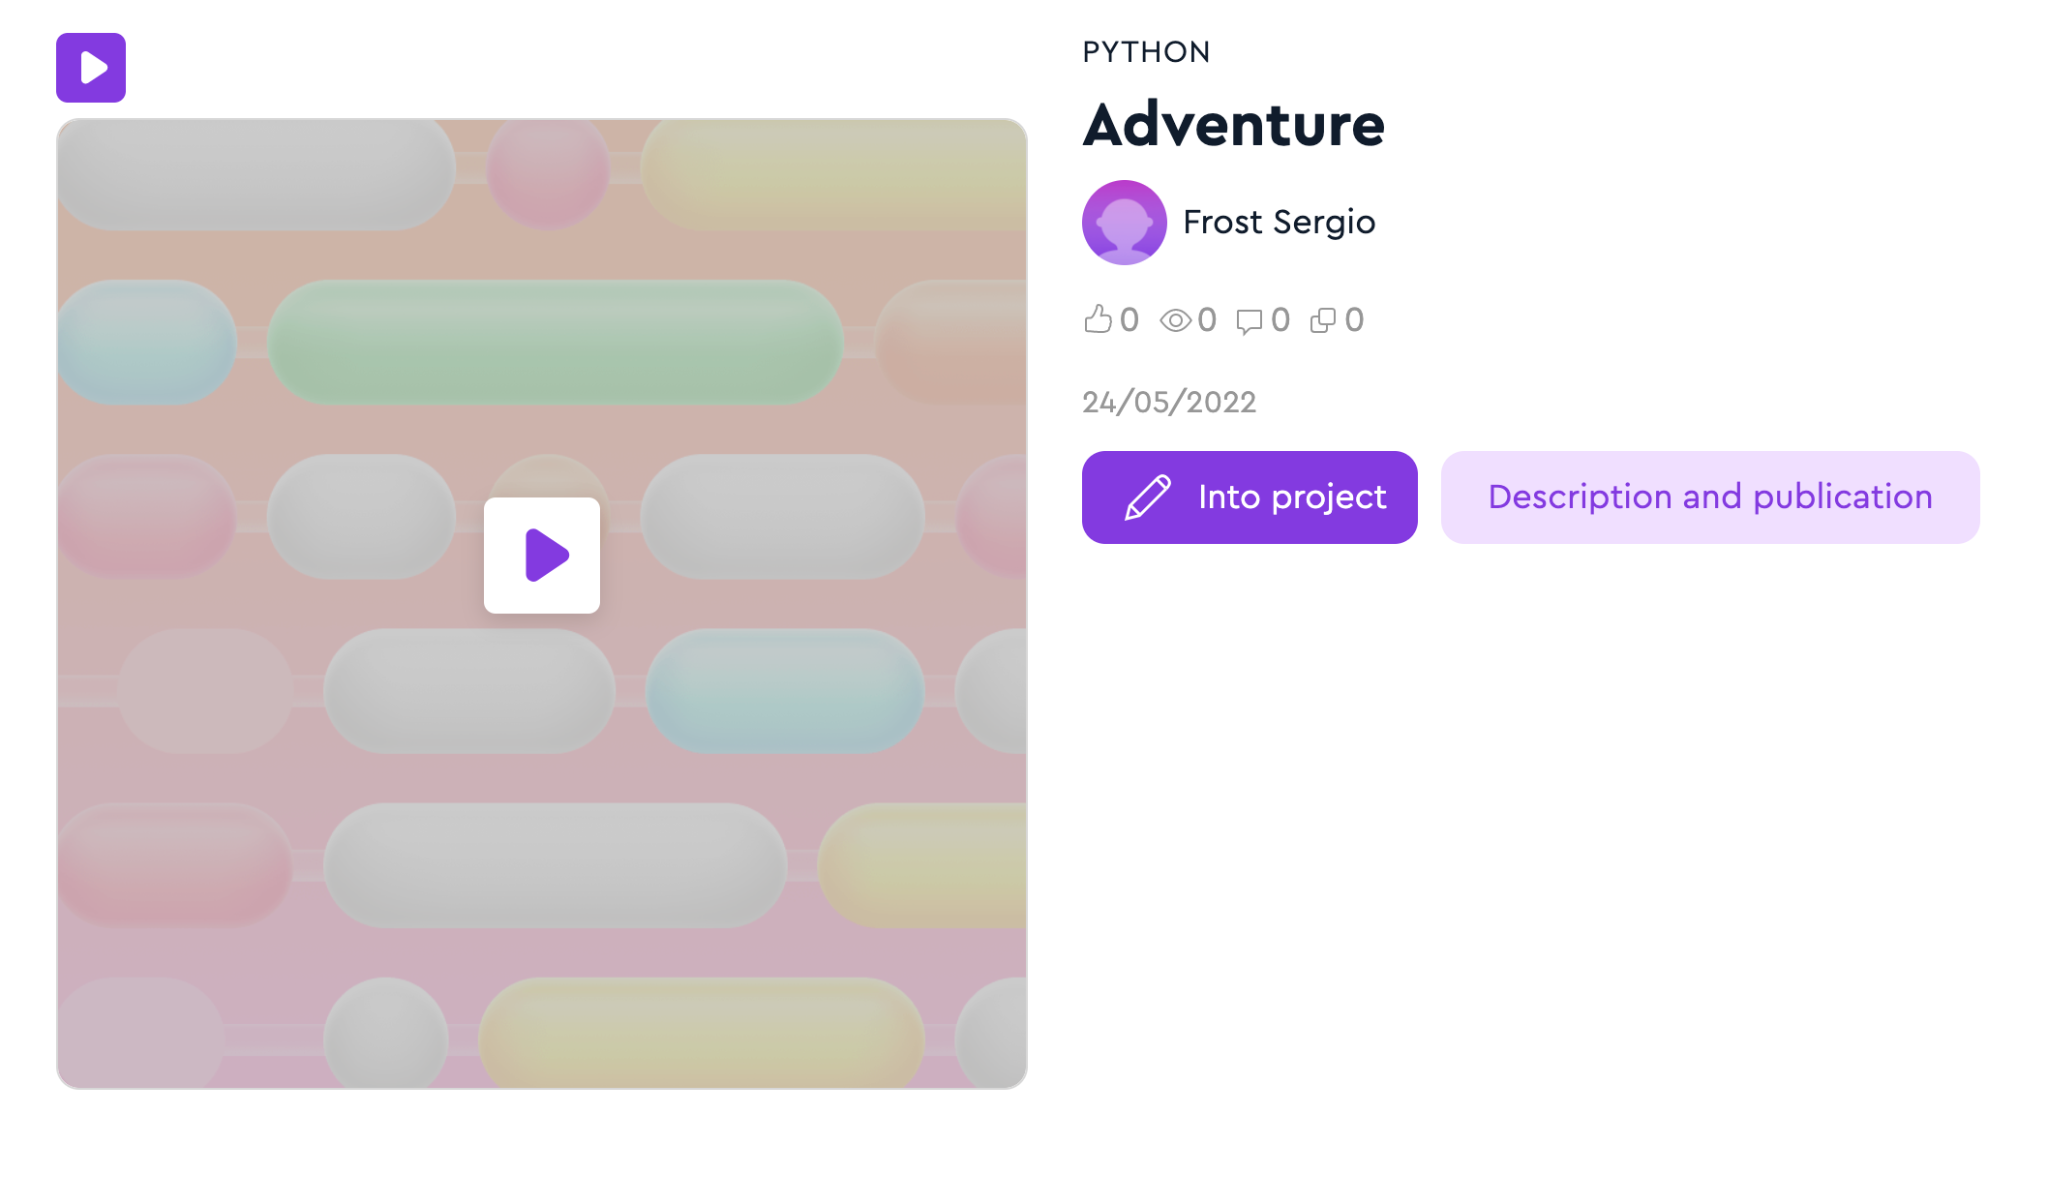 PYTHON
Adventure
Frost Sergio
0 0 0 0
24/05/2022
Into project
Description and publication